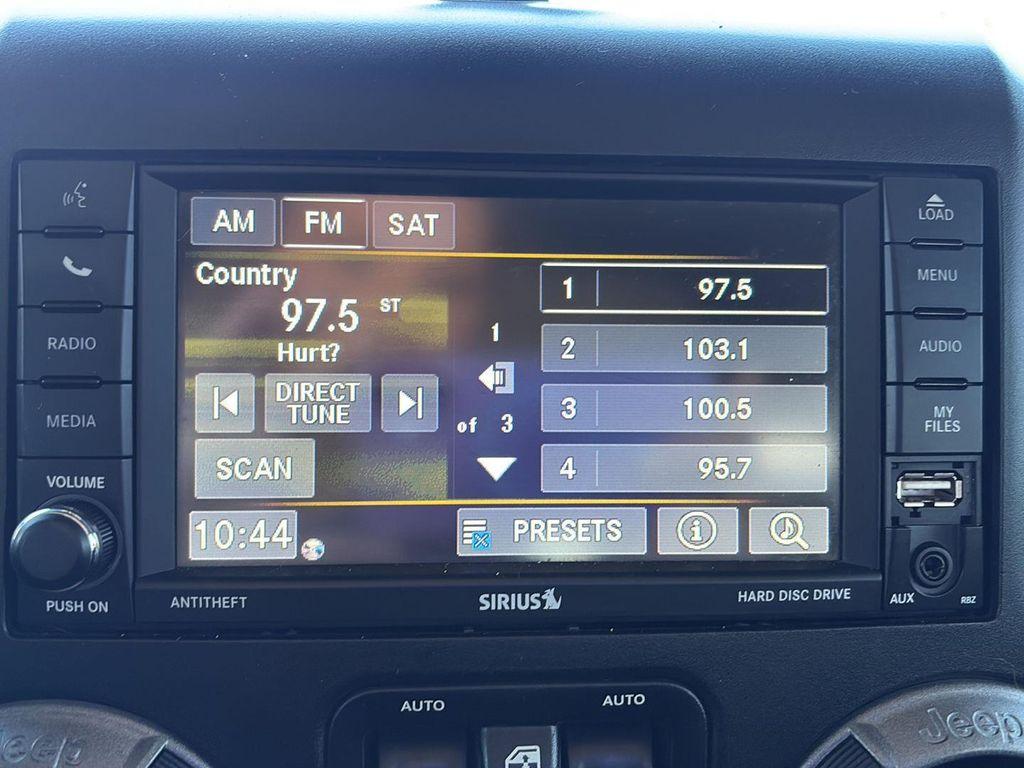 AM FM SAT
Country
97.5 ST
Hurt?
DIRECT
TUNE
SCAN
10:44
1
of 3
1 97.5
2 103.1
3 100.5
4 95.7
PRESETS
i
RADIO
MEDIA
VOLUME
PUSH ON
LOAD
MENU
AUDIO
MY
FILES
AUX
RBZ
ANTITHEFT
SIRIUS
HARD DISC DRIVE
AUTO
AUTO
Jeep
Jeep